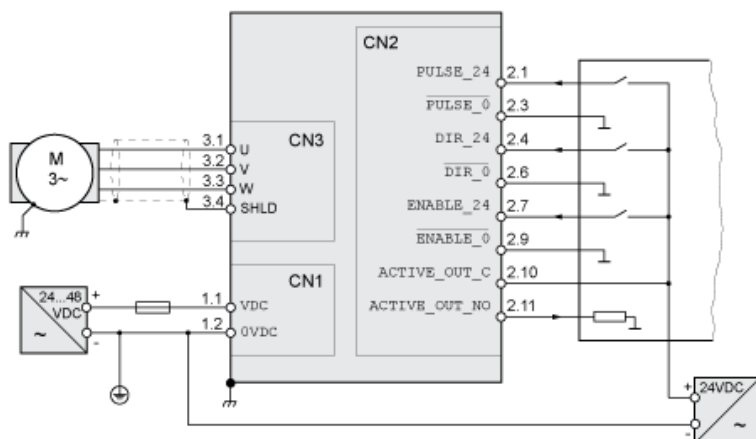 CN2
PULSE_24
2.1
PULSE_0
2.3
DIR_24
2.4
DIR_0
2.6
ENABLE_24
2.7
ENABLE_0
2.9
ACTIVE_OUT_C
2.10
ACTIVE_OUT_NO
2.11
CN3
3.1
U
3.2
V
3.3
W
3.4
SHLD
M
3~
CN1
1.1
VDC
1.2
0VDC
24...48
VDC
+
-
~
+
24VDC
-
~